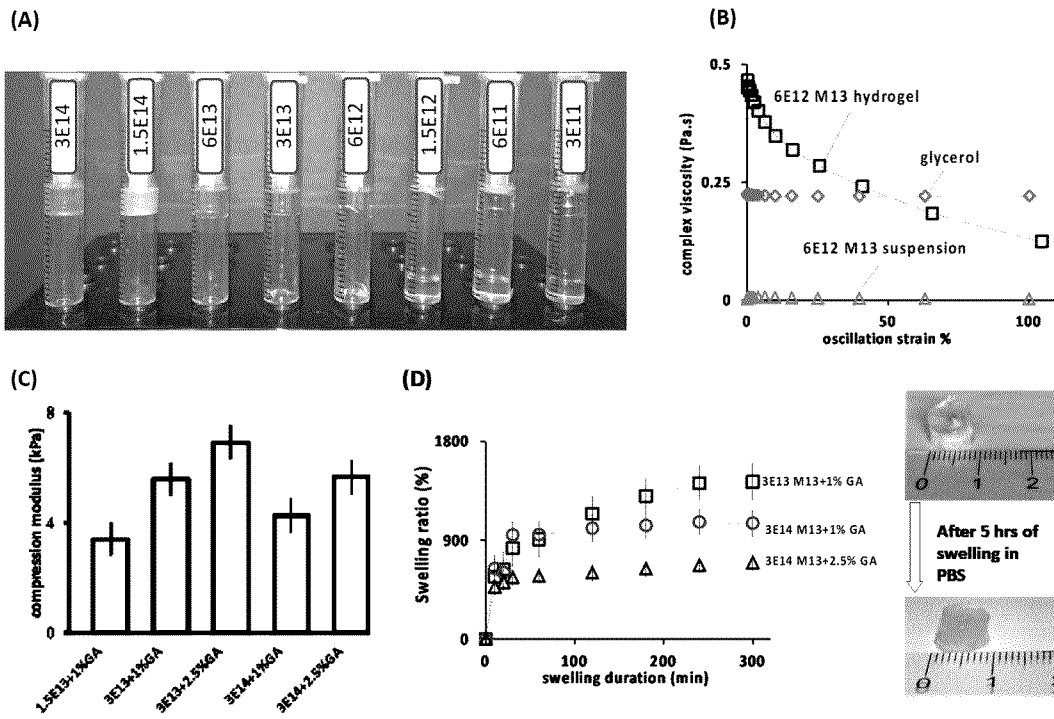 (A)
3E14
1.5E14
6E13
3E13
6E12
1.5E12
6E11
3E11
(B)
complex viscosity (Pa.s)
0.5
0.25
0
6E12 M13 hydrogel
glycerol
6E12 M13 suspension
0
50
100
oscillation strain %
(C)
compression modulus (kPa)
8
4
0
1.5E13+1%GA
3E13+1%GA
3E13+2.5%GA
3E14+1%GA
3E14+2.5%GA
(D)
Swelling ratio (%)
1800
900
0
3E13 M13+1% GA
3E14 M13+1% GA
3E14 M13+2.5% GA
0
100
200
300
swelling duration (min)
0 1 2
After 5 hrs of
swelling in
PBS
0 1